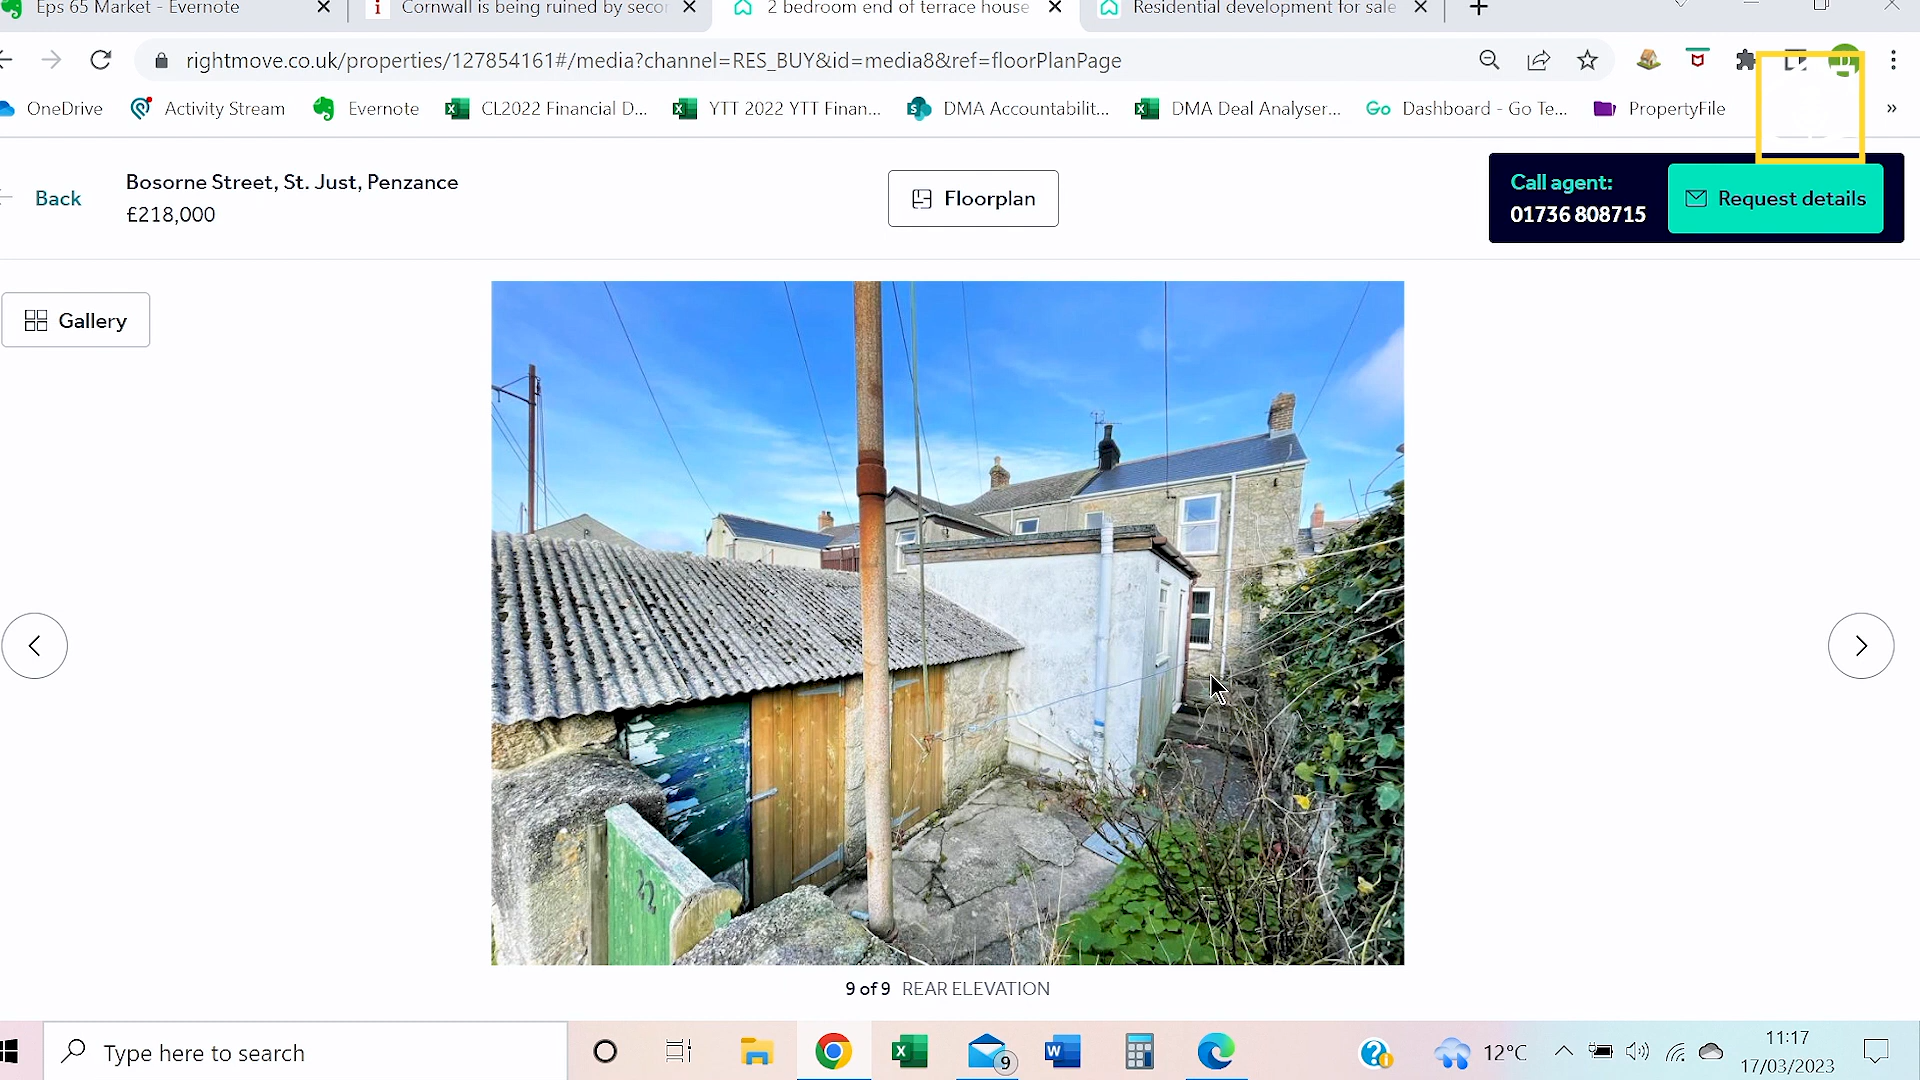 Eps 65 Market - Evernote
Cornwall is being ruined by secon
2 bedroom end of terrace house
Residential development for sale
rightmove.co.uk/properties/127854161#/media?channel=RES_BUY&id=media8&ref=floorPlanPage
OneDrive
Activity Stream
Evernote
CL2022 Financial D...
YTT 2022 YTT Finan...
DMA Accountabilit...
DMA Deal Analyser...
Go Dashboard - Go Te...
PropertyFile
»
Back
Bosorne Street, St. Just, Penzance
£218,000
Floorplan
Call agent:
01736 808715
Request details
Gallery
32
9 of 9 REAR ELEVATION
Type here to search
9
12°C
11:17
17/03/2023